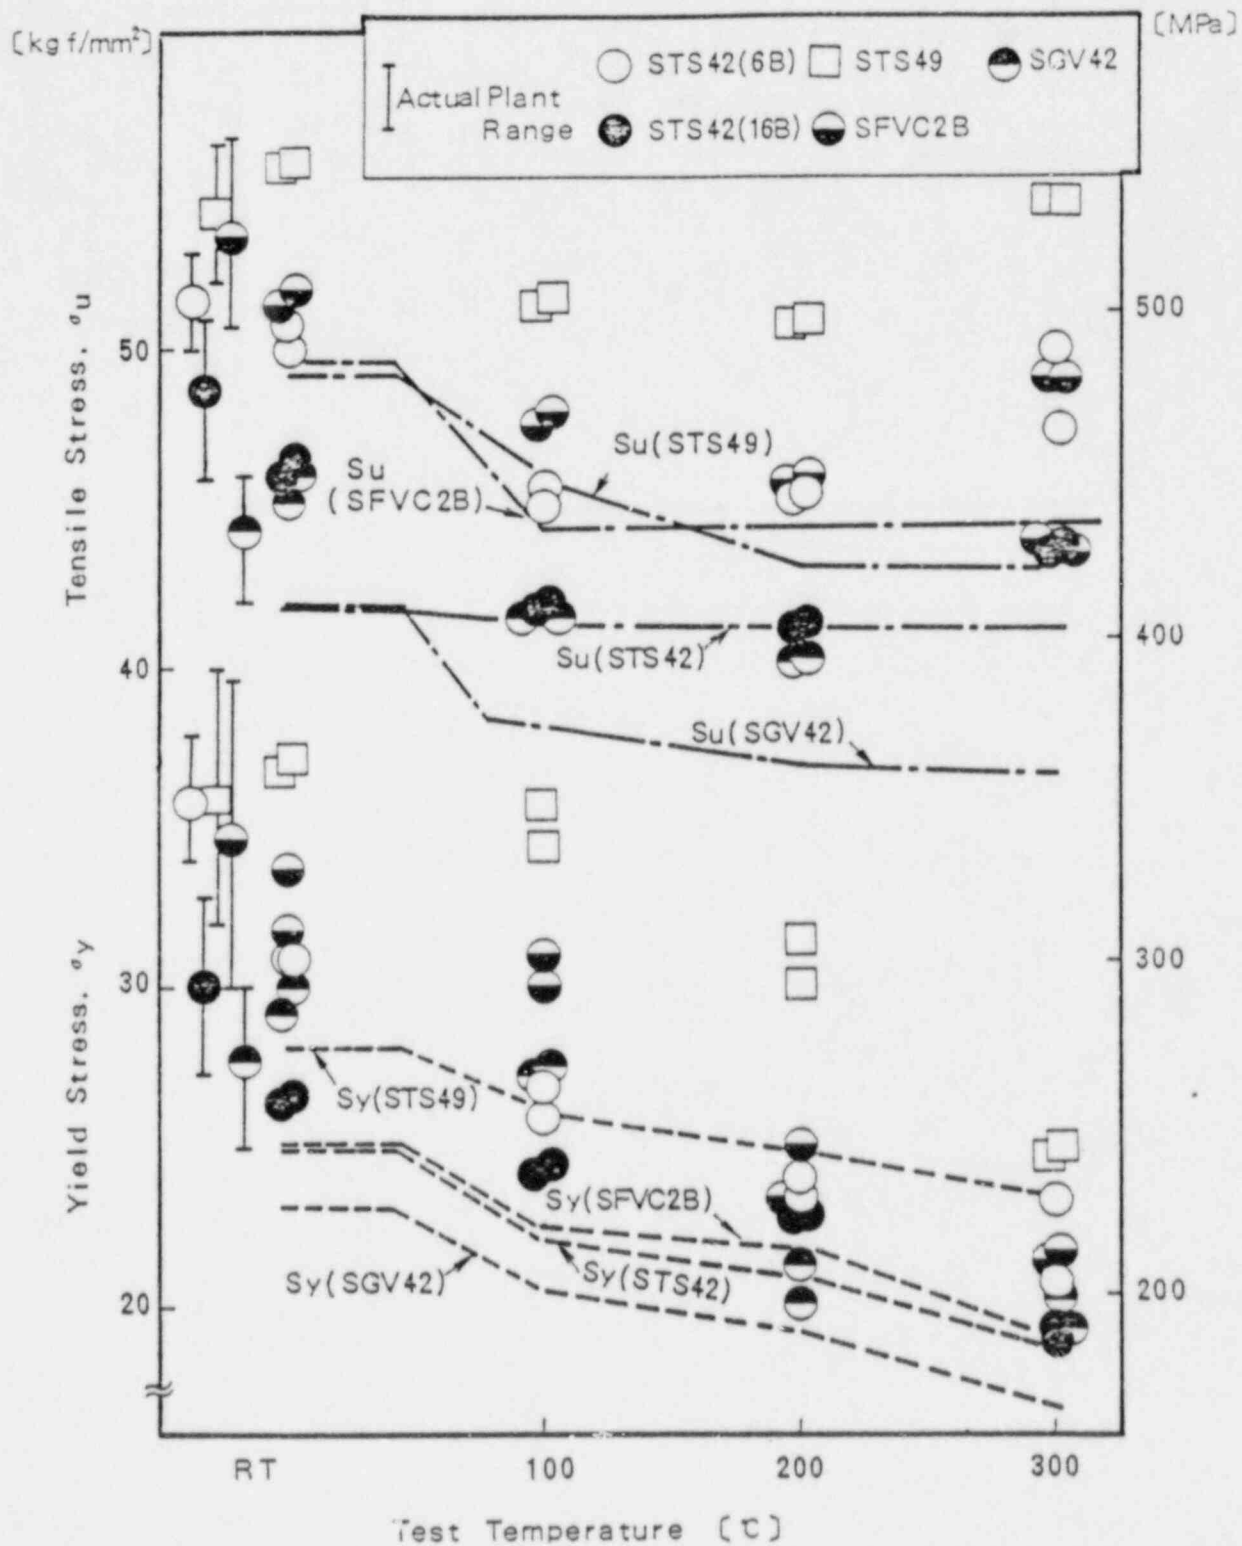 [kgf/mm²]
[MPa]
STS42(6B) STS49 SGV42
Actual Plant
Range STS42(16B) SFVC2B
Tensile Stress. σu
Yield Stress. σy
50
40
30
20
500
400
300
200
Su(STS49)
Su
(SFVC2B)
Su(STS42)
Su(SGV42)
Sy(STS49)
Sy(SFVC2B)
Sy(SGV42)
Sy(STS42)
RT 100 200 300
Test Temperature [℃]